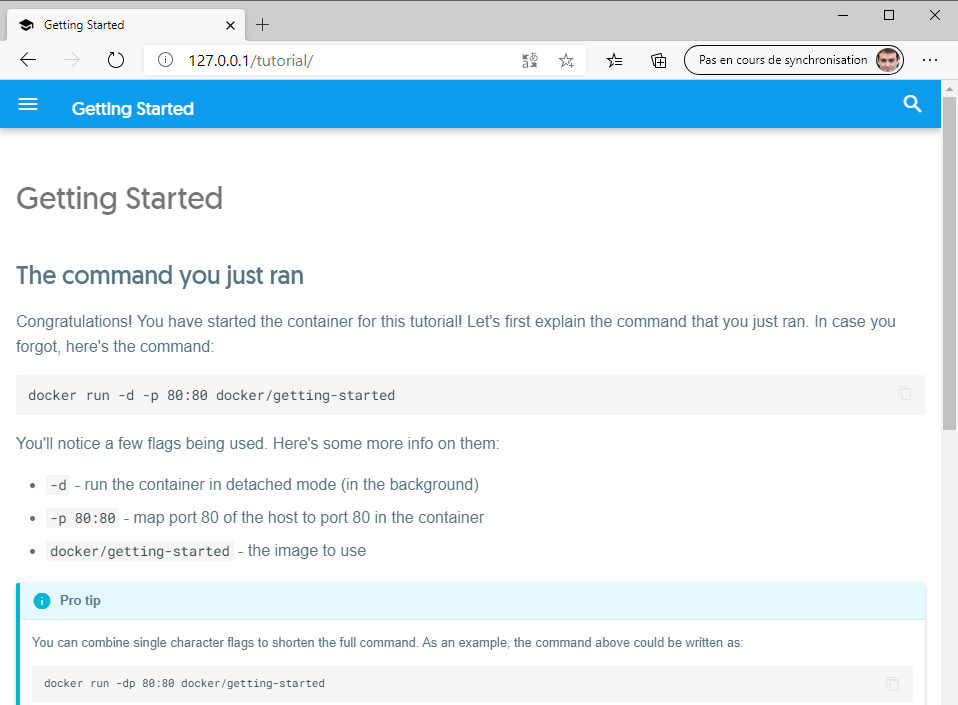 Getting Started
127.0.0.1/tutorial/
Pas en cours de synchronisation
Getting Started
Getting Started
The command you just ran
Congratulations! You have started the container for this tutorial! Let's first explain the command that you just ran. In case you
forgot, here's the command:
docker run -d -p 80:80 docker/getting-started
You'll notice a few flags being used. Here's some more info on them:
• -d - run the container in detached mode (in the background)
• -p 80:80 - map port 80 of the host to port 80 in the container
• docker/getting-started - the image to use
Pro tip
You can combine single character flags to shorten the full command. As an example, the command above could be written as:
docker run -dp 80:80 docker/getting-started